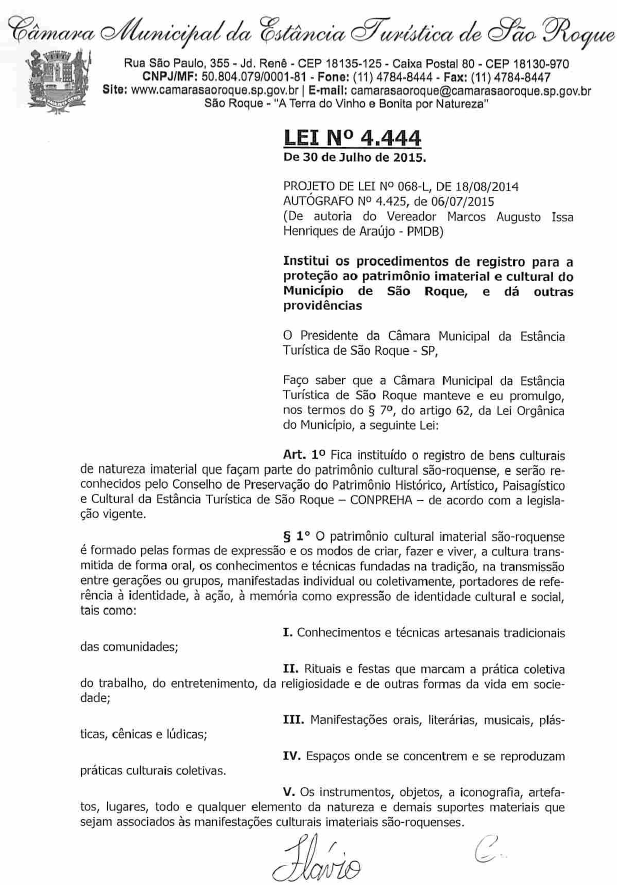 Câmara Municipal da Estância Turística de São Roque
Rua São Paulo, 355 - Jd. Renê - CEP 18135-125 - Caixa Postal 80 - CEP 18130-970
CNPJ/MF: 50.804.079/0001-81 - Fone: (11) 4784-8444 - Fax: (11) 4784-8447
Site: www.camarasaoroque.sp.gov.br | E-mail: camarasaoroque@camarasaoroque.sp.gov.br
São Roque - "A Terra do Vinho e Bonita por Natureza"
LEI Nº 4.444
De 30 de Julho de 2015.
PROJETO DE LEI Nº 068-L, DE 18/08/2014
AUTÓGRAFO Nº 4.425, de 06/07/2015
(De autoria do Vereador Marcos Augusto Issa
Henriques de Araújo - PMDB)
Institui os procedimentos de registro para a
proteção ao patrimônio imaterial e cultural do
Município de São Roque, e dá outras
providências
O Presidente da Câmara Municipal da Estância
Turística de São Roque - SP,
Faço saber que a Câmara Municipal da Estância
Turística de São Roque manteve e eu promulgo,
nos termos do § 7º, do artigo 62, da Lei Orgânica
do Município, a seguinte Lei:
Art. 1º Fica instituído o registro de bens culturais
de natureza imaterial que façam parte do patrimônio cultural são-roquense, e serão re-
conhecidos pelo Conselho de Preservação do Patrimônio Histórico, Artístico, Paisagístico
e Cultural da Estância Turística de São Roque – CONPREHA – de acordo com a legisla-
ção vigente.
§ 1° O patrimônio cultural imaterial são-roquense
é formado pelas formas de expressão e os modos de criar, fazer e viver, a cultura trans-
mitida de forma oral, os conhecimentos e técnicas fundadas na tradição, na transmissão
entre gerações ou grupos, manifestadas individual ou coletivamente, portadores de refe-
rência à identidade, à ação, à memória como expressão de identidade cultural e social,
tais como:
I. Conhecimentos e técnicas artesanais tradicionais
das comunidades;
II. Rituais e festas que marcam a prática coletiva
do trabalho, do entretenimento, da religiosidade e de outras formas da vida em socie-
dade;
III. Manifestações orais, literárias, musicais, plás-
ticas, cênicas e lúdicas;
IV. Espaços onde se concentrem e se reproduzam
práticas culturais coletivas.
V. Os instrumentos, objetos, a iconografia, artefa-
tos, lugares, todo e qualquer elemento da natureza e demais suportes materiais que
sejam associados às manifestações culturais imateriais são-roquenses.
Flávio